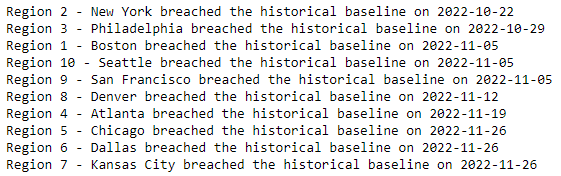 Region 2 - New York breached the historical baseline on 2022-10-22
Region 3 - Philadelphia breached the historical baseline on 2022-10-29
Region 1 - Boston breached the historical baseline on 2022-11-05
Region 10 - Seattle breached the historical baseline on 2022-11-05
Region 9 - San Francisco breached the historical baseline on 2022-11-05
Region 8 - Denver breached the historical baseline on 2022-11-12
Region 4 - Atlanta breached the historical baseline on 2022-11-19
Region 5 - Chicago breached the historical baseline on 2022-11-26
Region 6 - Dallas breached the historical baseline on 2022-11-26
Region 7 - Kansas City breached the historical baseline on 2022-11-26